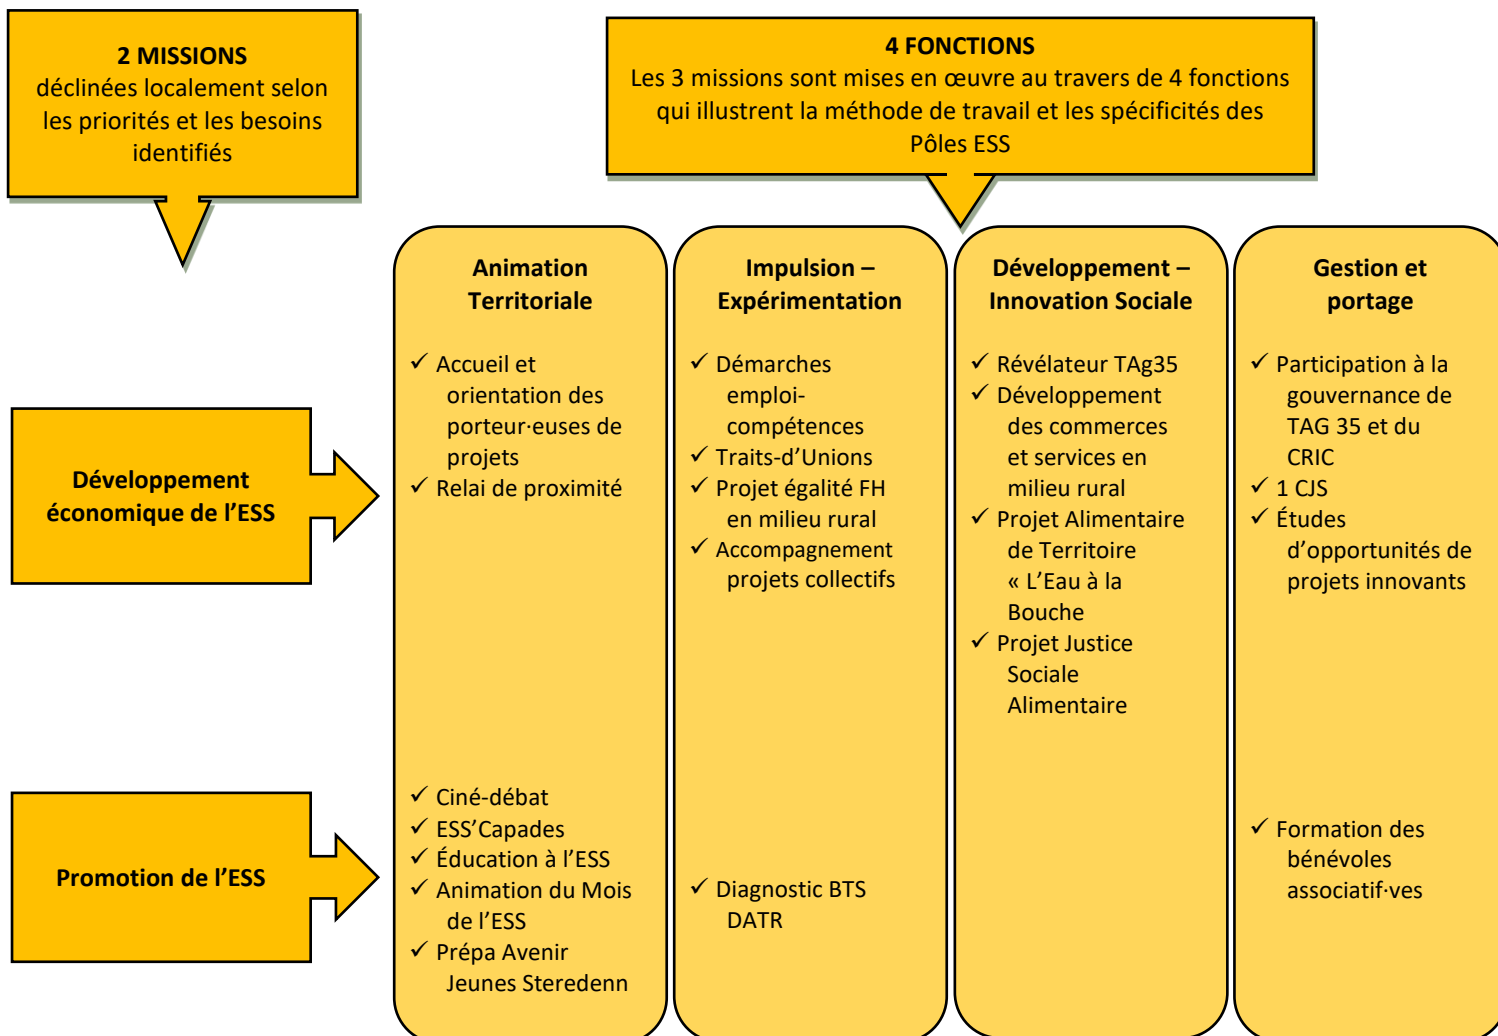 2 MISSIONS
déclinées localement selon
les priorités et les besoins
identifiés
4 FONCTIONS
Les 3 missions sont mises en œuvre au travers de 4 fonctions
qui illustrent la méthode de travail et les spécificités des
Pôles ESS
Développement
économique de l’ESS
Promotion de l’ESS
Animation
Territoriale
✓ Accueil et
orientation des
porteur·euses de
projets
✓ Relai de proximité
✓ Ciné-débat
✓ ESS’Capades
✓ Éducation à l’ESS
✓ Animation du Mois
de l’ESS
✓ Prépa Avenir
Jeunes Steredenn
Impulsion –
Expérimentation
✓ Démarches
emploi-
compétences
✓ Traits-d’Unions
✓ Projet égalité FH
en milieu rural
✓ Accompagnement
projets collectifs
✓ Diagnostic BTS
DATR
Développement –
Innovation Sociale
✓ Révélateur TAg35
✓ Développement
des commerces
et services en
milieu rural
✓ Projet Alimentaire
de Territoire
« L’Eau à la
Bouche
✓ Projet Justice
Sociale
Alimentaire
Gestion et
portage
✓ Participation à la
gouvernance de
TAG 35 et du
CRIC
✓ 1 CJS
✓ Études
d’opportunités de
projets innovants
✓ Formation des
bénévoles
associatif·ves